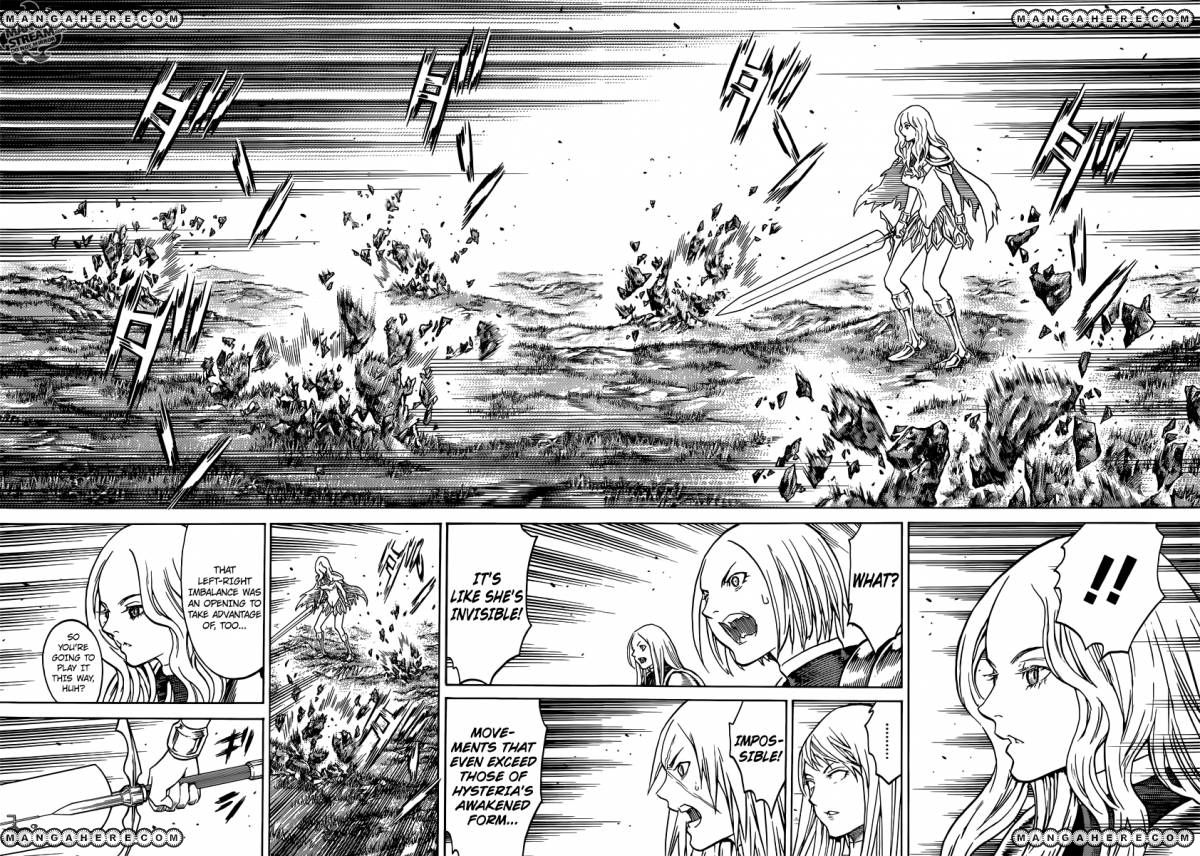 MANGAHERE.COM
MANGAHERE.COM
MANGA
STREAM
!!
WHAT?
IT'S
LIKE SHE'S
INVISIBLE!
.........
IMPOS-
SIBLE!
MOVE-
MENTS THAT
EVEN EXCEED
THOSE OF
HYSTERIA'S
AWAKENED
FORM...
THAT
LEFT-RIGHT
IMBALANCE WAS
AN OPENING TO
TAKE ADVANTAGE
OF, TOO...
SO
YOU'RE
GOING TO
PLAY IT
THIS WAY,
HUH?
MANGAHERE.COM
MANGAHERE.COM